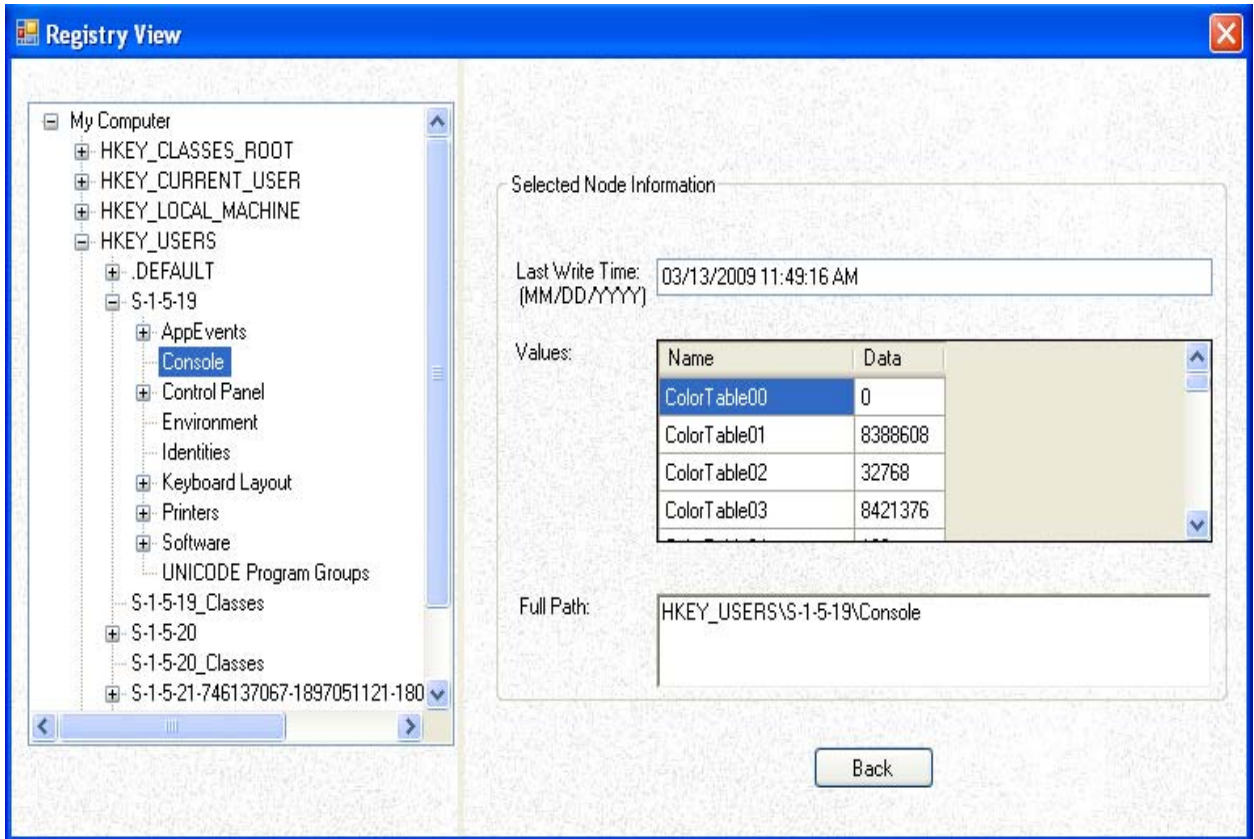 Registry View
My Computer
HKEY_CLASSES_ROOT
HKEY_CURRENT_USER
HKEY_LOCAL_MACHINE
HKEY_USERS
.DEFAULT
S-1-5-19
AppEvents
Console
Control Panel
Environment
Identities
Keyboard Layout
Printers
Software
UNICODE Program Groups
S-1-5-19_Classes
S-1-5-20
S-1-5-20_Classes
S-1-5-21-746137067-1897051121-180
Selected Node Information
Last Write Time: 03/13/2009 11:49:16 AM
(MM/DD/YYYY)
Values:
Name Data
ColorTable00 0
ColorTable01 8388608
ColorTable02 32768
ColorTable03 8421376
Full Path: HKEY_USERS\S-1-5-19\Console
Back